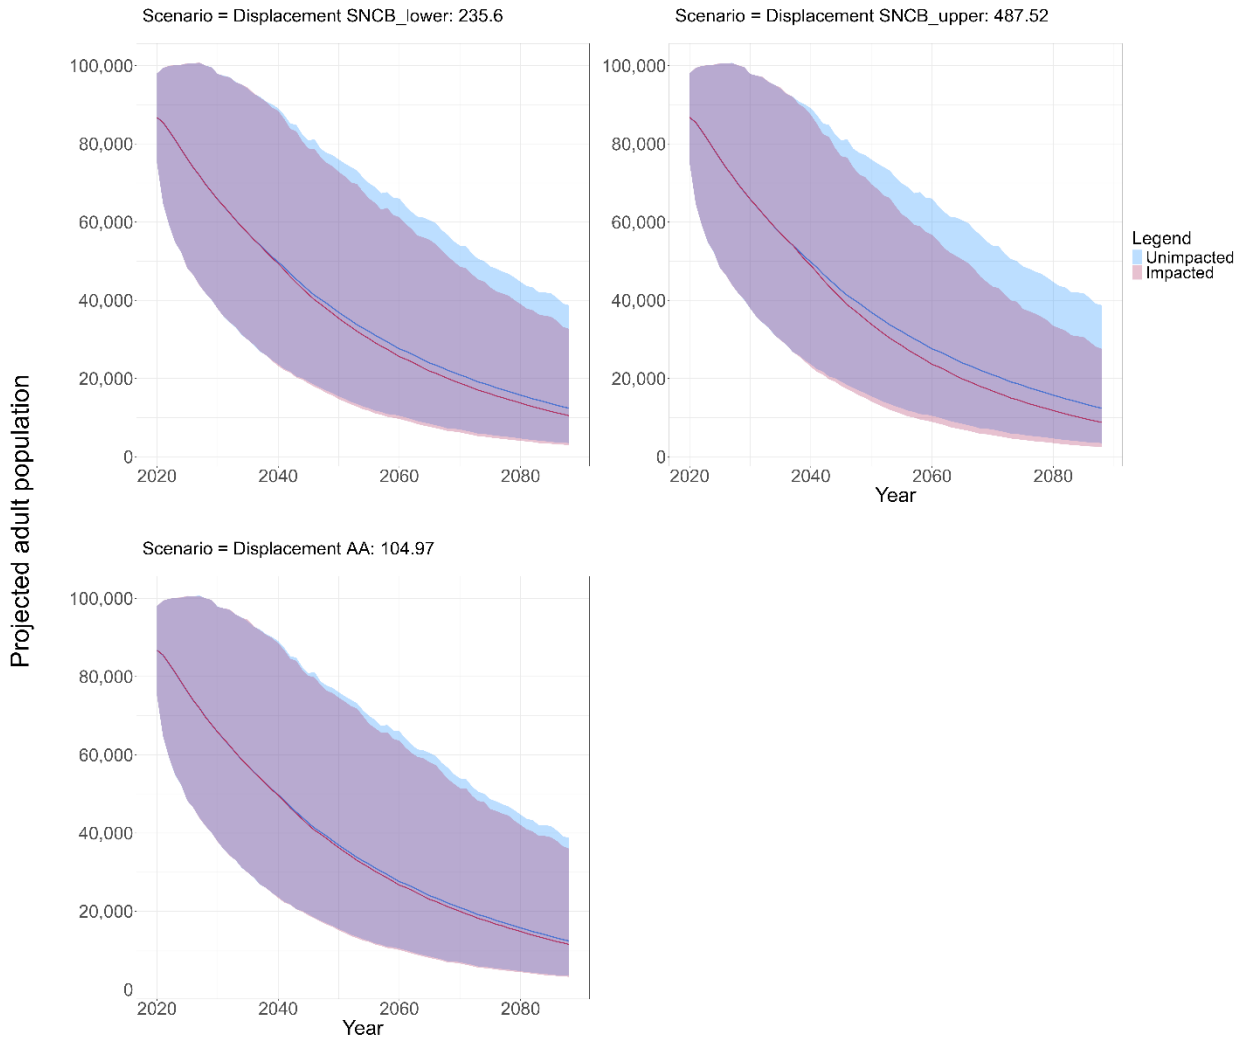 Scenario = Displacement SNCB_lower: 235.6
Scenario = Displacement SNCB_upper: 487.52
100,000
80,000
60,000
40,000
20,000
0
2020 2040 2060 2080
100,000
80,000
60,000
40,000
20,000
0
2020 2040 2060 2080
Year
Legend
Unimpacted
Impacted
Projected adult population
Scenario = Displacement AA: 104.97
100,000
80,000
60,000
40,000
20,000
0
2020 2040 2060 2080
Year